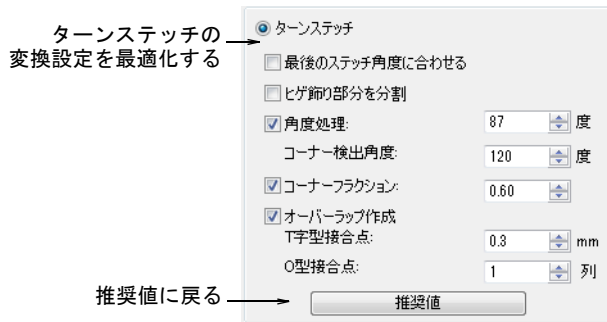 ターンステッチの
変換設定を最適化する
ターンステッチ
最後のステッチ角度に合わせる
ヒゲ飾り部分を分割
角度処理: 87 度
コーナー検出角度: 120 度
コーナーフラクション: 0.60
オーバーラップ作成
T字型接合点: 0.3 mm
O型接合点: 1 列
推奨値に戻る
推奨値